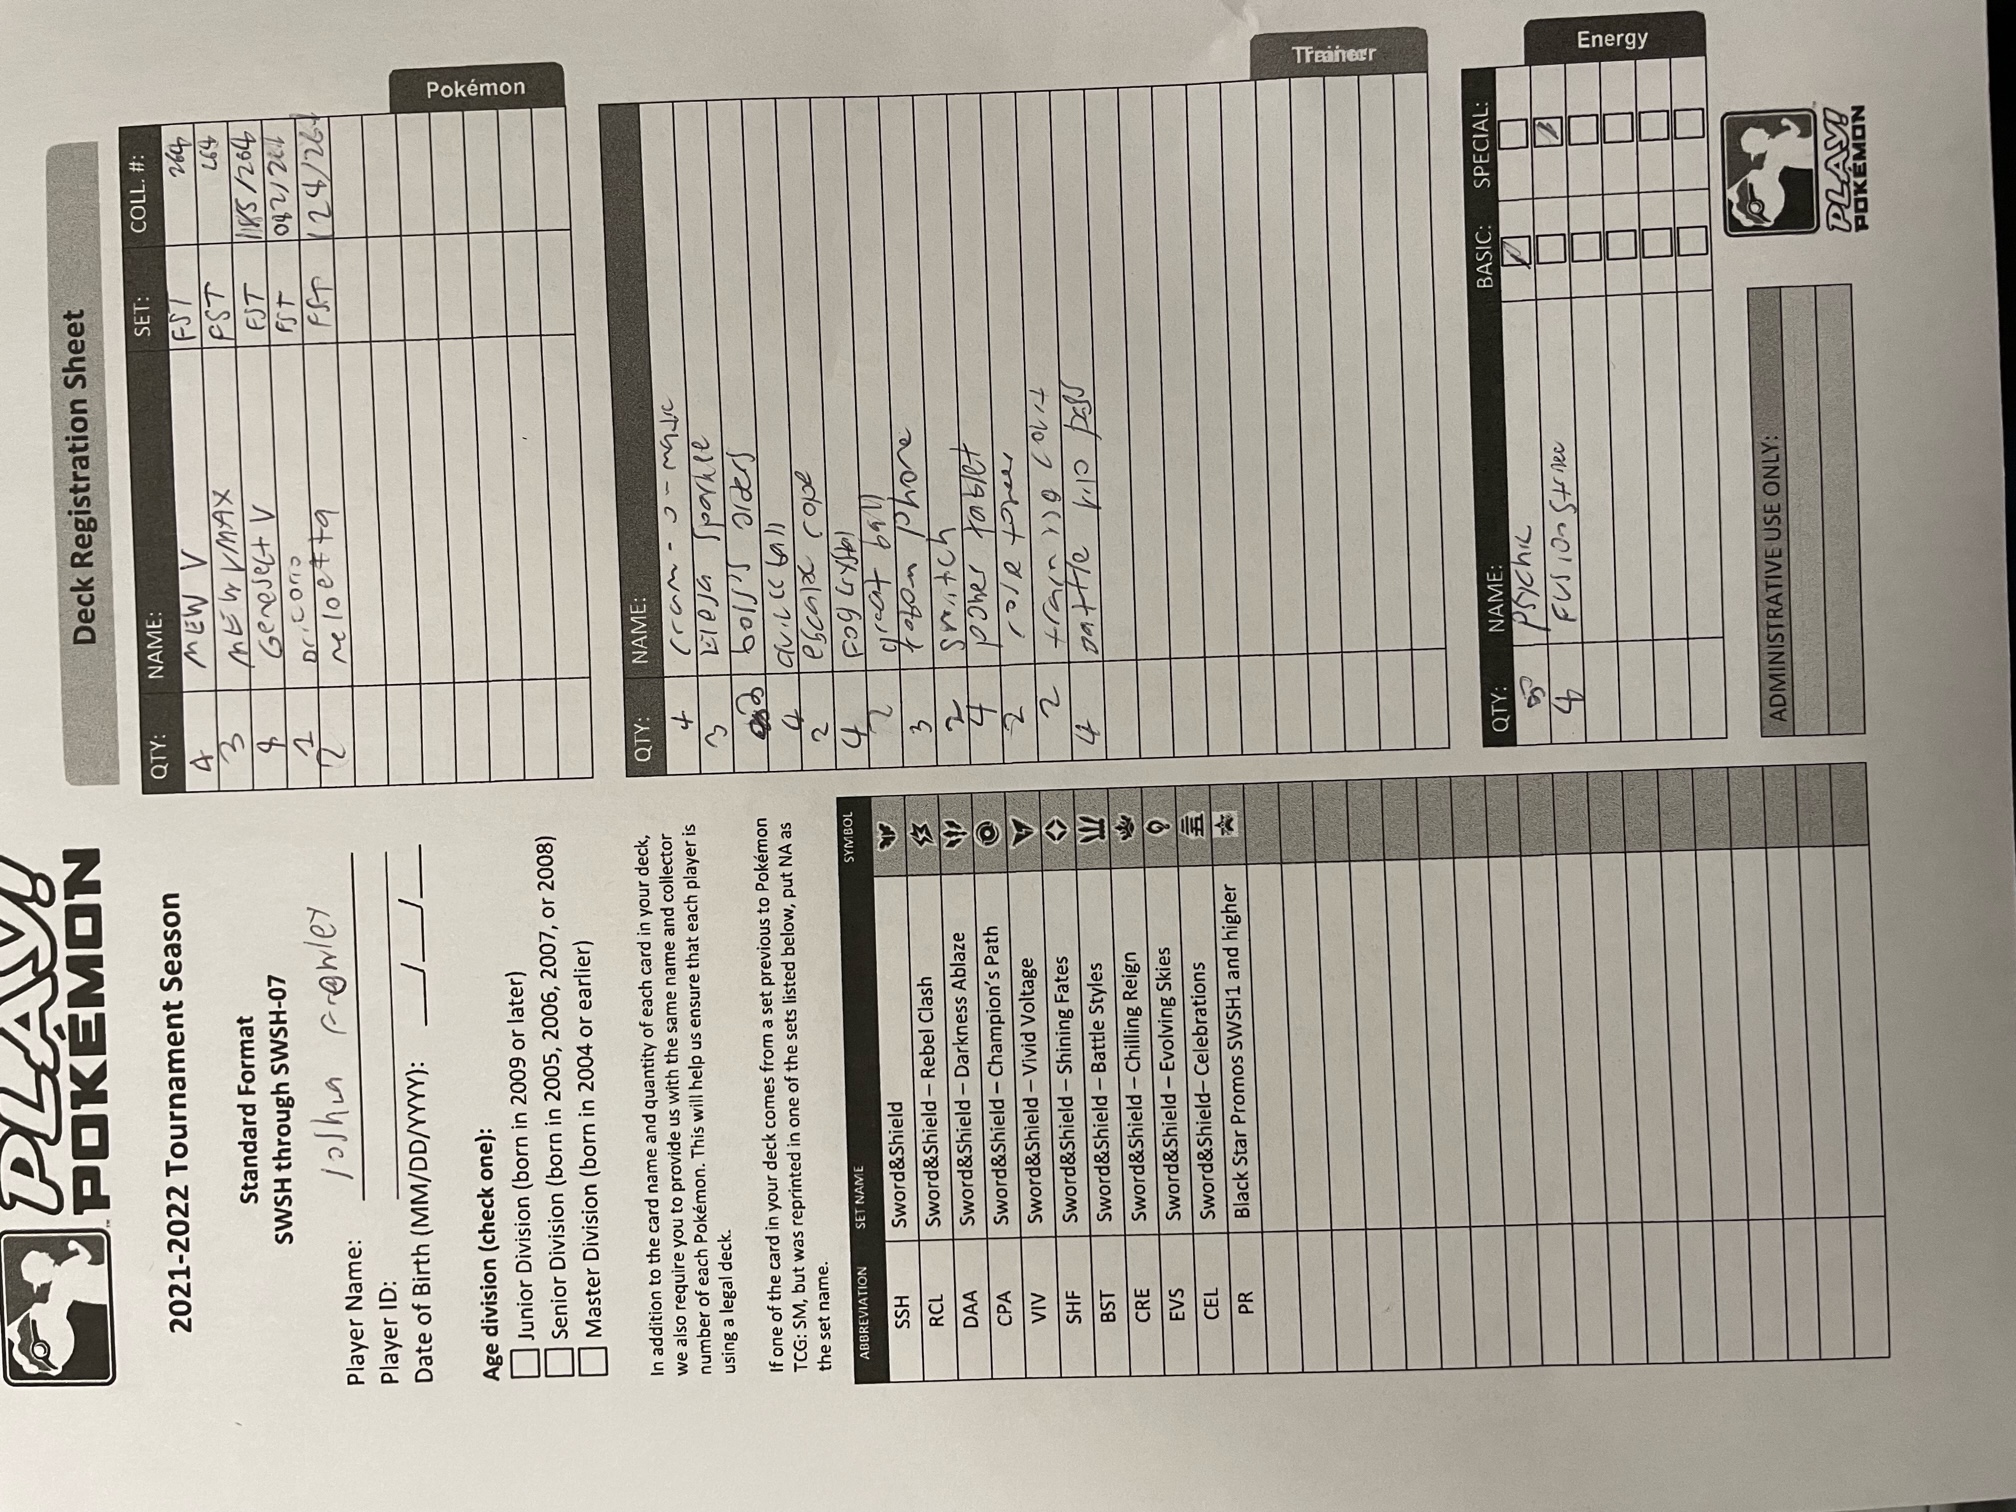 PLAY!
POKÉMON
2021-2022 Tournament Season
Standard Format
SWSH through SWSH-07
Player Name: Joshua
Player ID:
Date of Birth (MM/DD/YYYY): __/__/__
Age division (check one):
Junior Division (born in 2009 or later)
Senior Division (born in 2005, 2006, 2007, or 2008)
Master Division (born in 2004 or earlier)
In addition to the card name and quantity of each card in your deck,
we also require you to provide us with the same name and collector
number of each Pokémon. This will help us ensure that each player is
using a legal deck.
If one of the card in your deck comes from a set previous to Pokémon
TCG: SM, but was reprinted in one of the sets listed below, put NA as
the set name.
ABBREVIATION SET NAME SYMBOL
SSH Sword&Shield
RCL Sword&Shield – Rebel Clash
DAA Sword&Shield – Darkness Ablaze
CPA Sword&Shield – Champion's Path
VIV Sword&Shield – Vivid Voltage
SHF Sword&Shield – Shining Fates
BST Sword&Shield – Battle Styles
CRE Sword&Shield – Chilling Reign
EVS Sword&Shield – Evolving Skies
CEL Sword&Shield– Celebrations
PR Black Star Promos SWSH1 and higher
Deck Registration Sheet
QTY: NAME: SET: COLL. #:
4 MEW V FST 264
3 MEW VMAX FST 264
Genesect V FST 185/264
1 FST
2 meloetta FST 124/264
Pokémon
QTY: NAME:
4 cram-o-matic
3 Elesa sparkle
boss's orders
4 ball
2 escape rope
4 Fog crystal
2 great ball
3 rotom phone
2 switch
4 power tablet
2
2 training court
4 battle pass
Trainer
QTY: NAME: BASIC: SPECIAL:
Psychic
4 Fusion
Energy
ADMINISTRATIVE USE ONLY:
PLAY!
POKÉMON